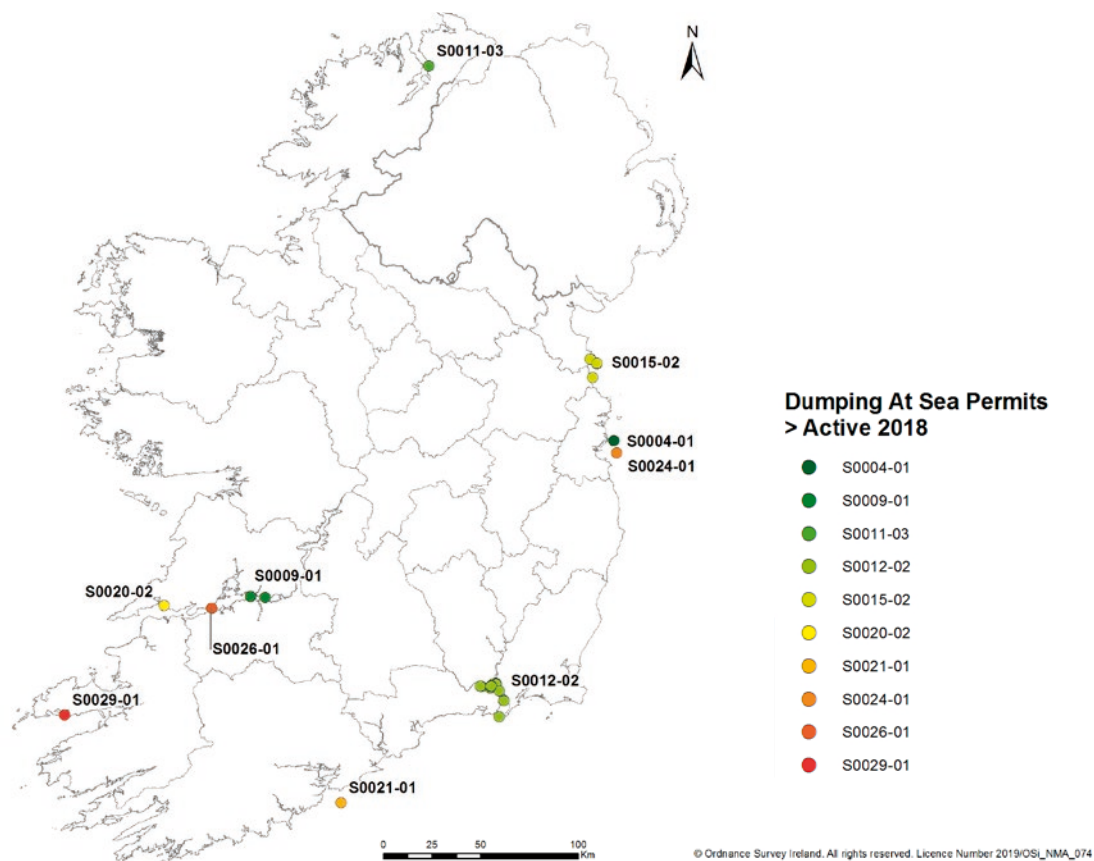 N
S0011-03
S0015-02
S0004-01
S0024-01
S0009-01
S0020-02
S0026-01
S0012-02
S0029-01
S0021-01
Dumping At Sea Permits
> Active 2018
S0004-01
S0009-01
S0011-03
S0012-02
S0015-02
S0020-02
S0021-01
S0024-01
S0026-01
S0029-01
0 25 50 100
Km
© Ordnance Survey Ireland. All rights reserved. Licence Number 2019/OSi_NMA_074